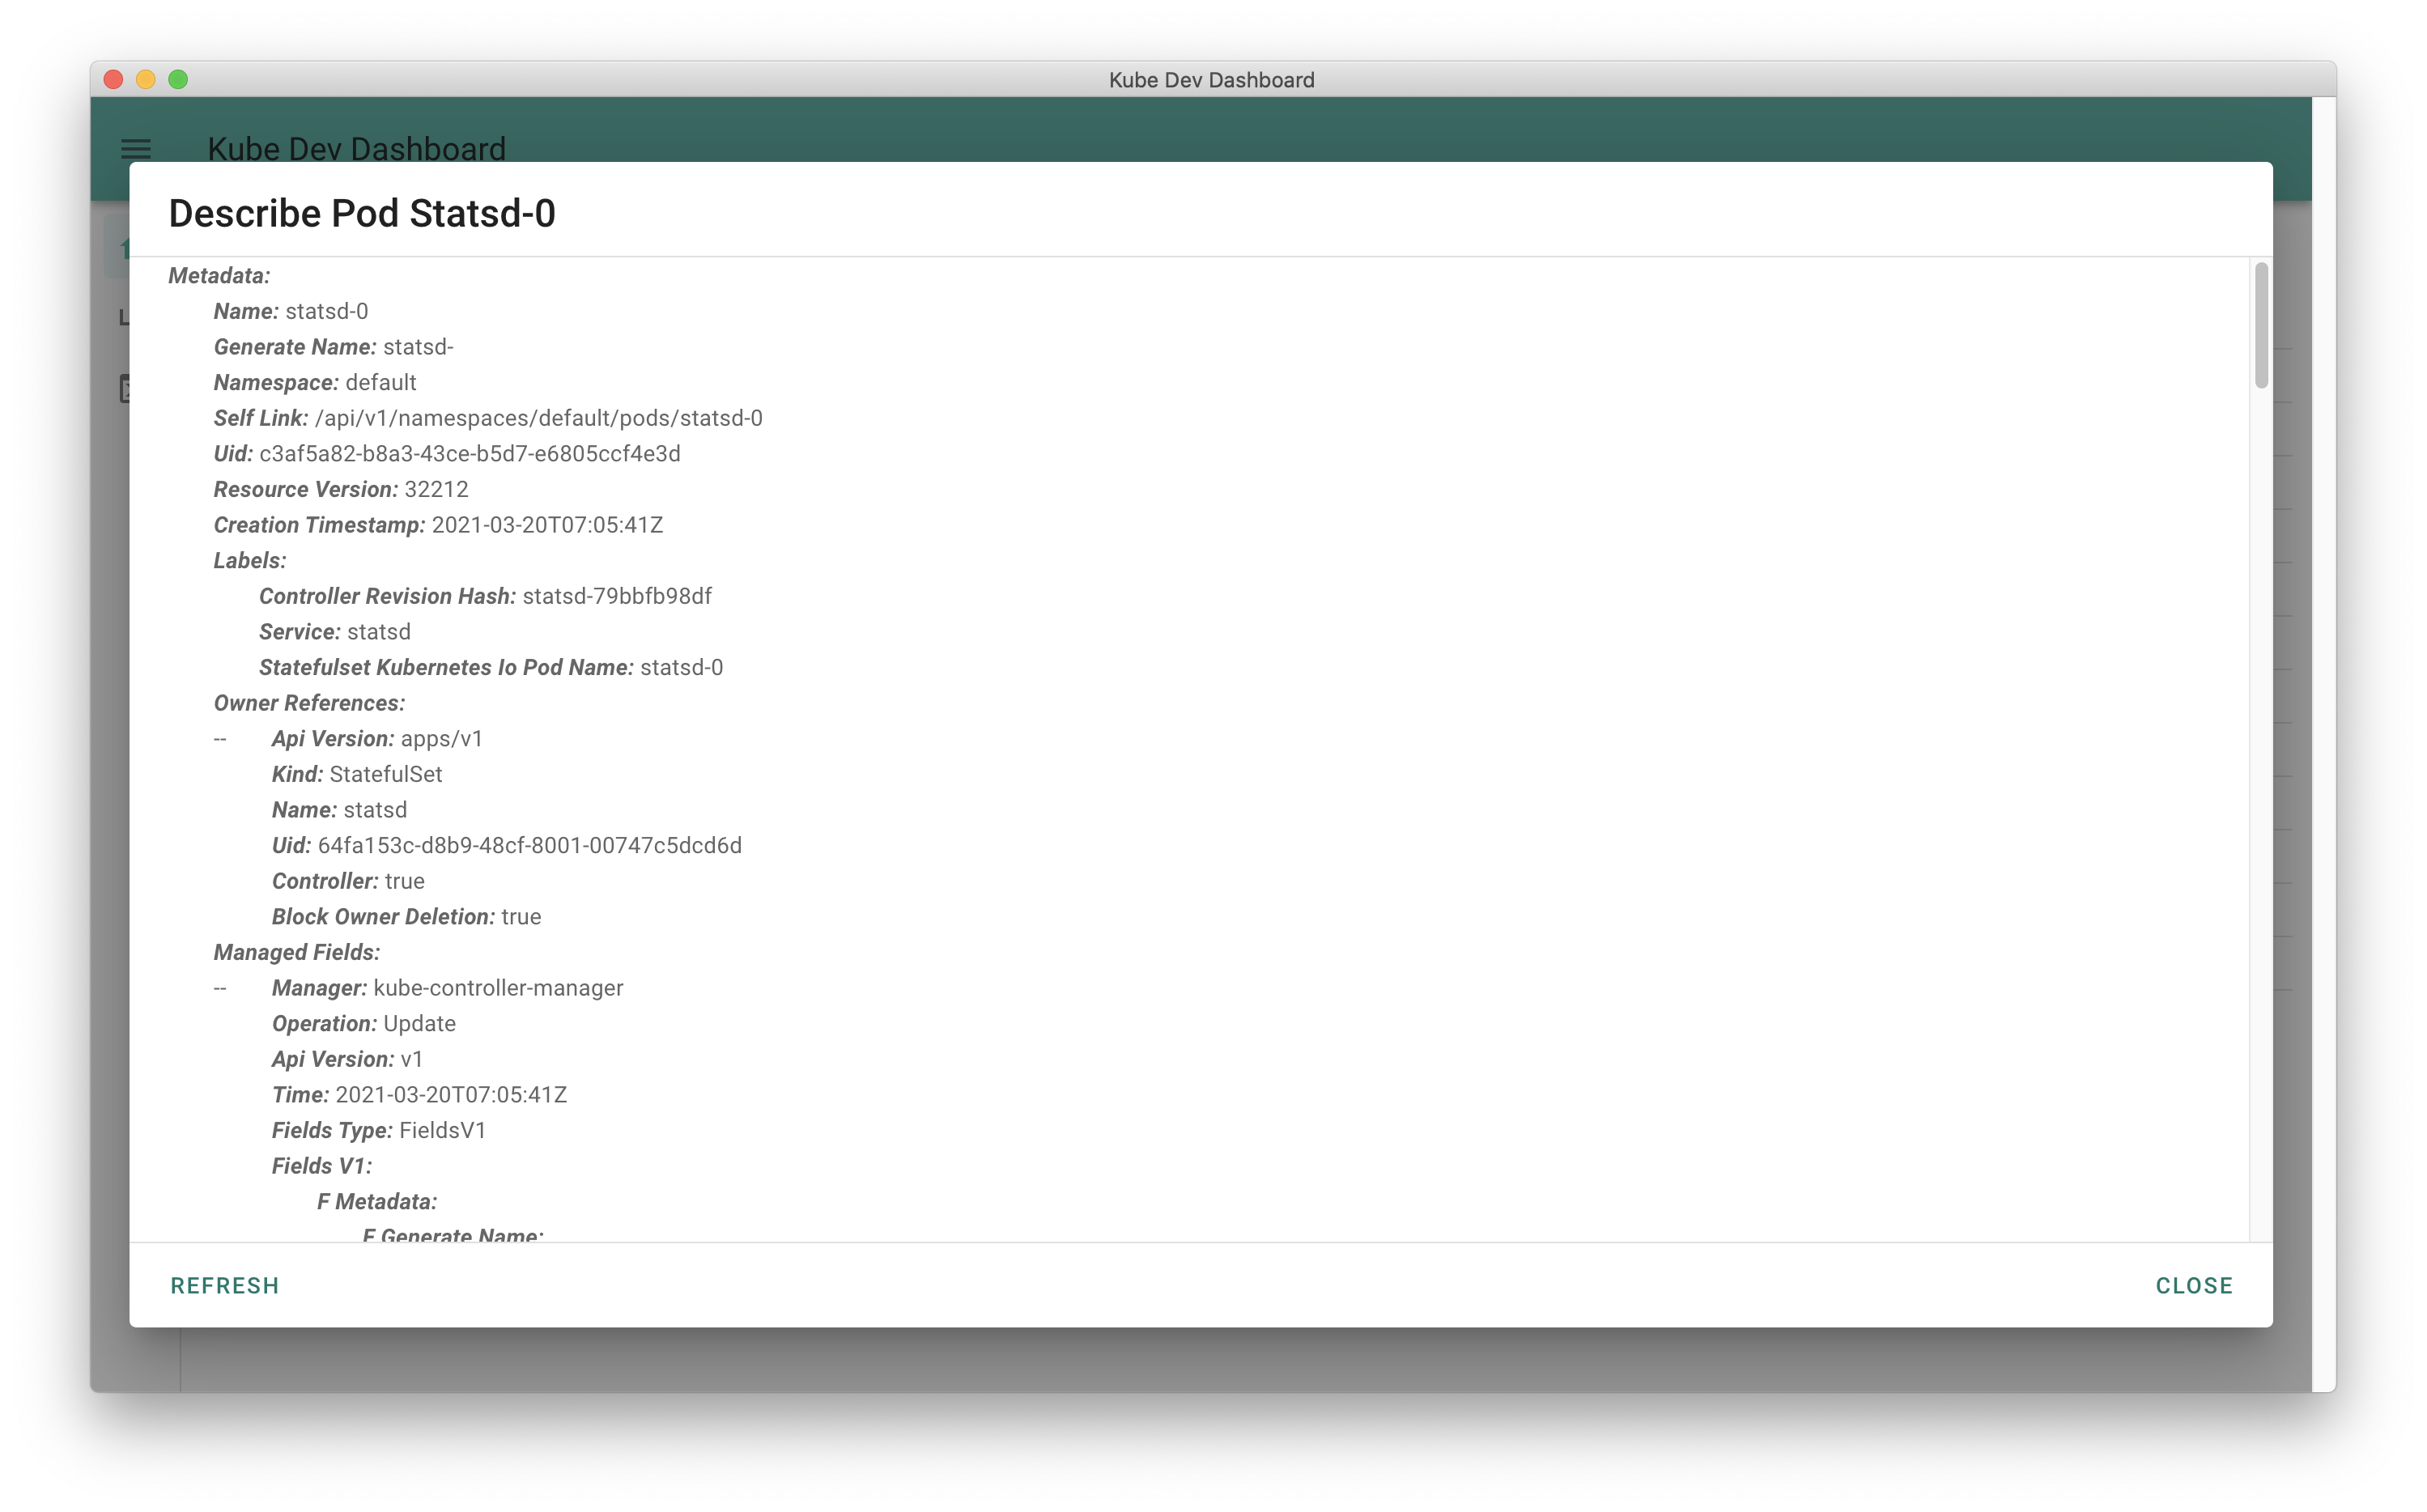 Kube Dev Dashboard
Kube Dev Dashboard
Describe Pod Statsd-0
Metadata:
Name: statsd-0
Generate Name: statsd-
Namespace: default
Self Link: /api/v1/namespaces/default/pods/statsd-0
Uid: c3af5a82-b8a3-43ce-b5d7-e6805ccf4e3d
Resource Version: 32212
Creation Timestamp: 2021-03-20T07:05:41Z
Labels:
Controller Revision Hash: statsd-79bbfb98df
Service: statsd
Statefulset Kubernetes Io Pod Name: statsd-0
Owner References:
-- Api Version: apps/v1
Kind: StatefulSet
Name: statsd
Uid: 64fa153c-d8b9-48cf-8001-00747c5dcd6d
Controller: true
Block Owner Deletion: true
Managed Fields:
-- Manager: kube-controller-manager
Operation: Update
Api Version: v1
Time: 2021-03-20T07:05:41Z
Fields Type: FieldsV1
Fields V1:
F Metadata:
F Generate Name:
REFRESH
CLOSE